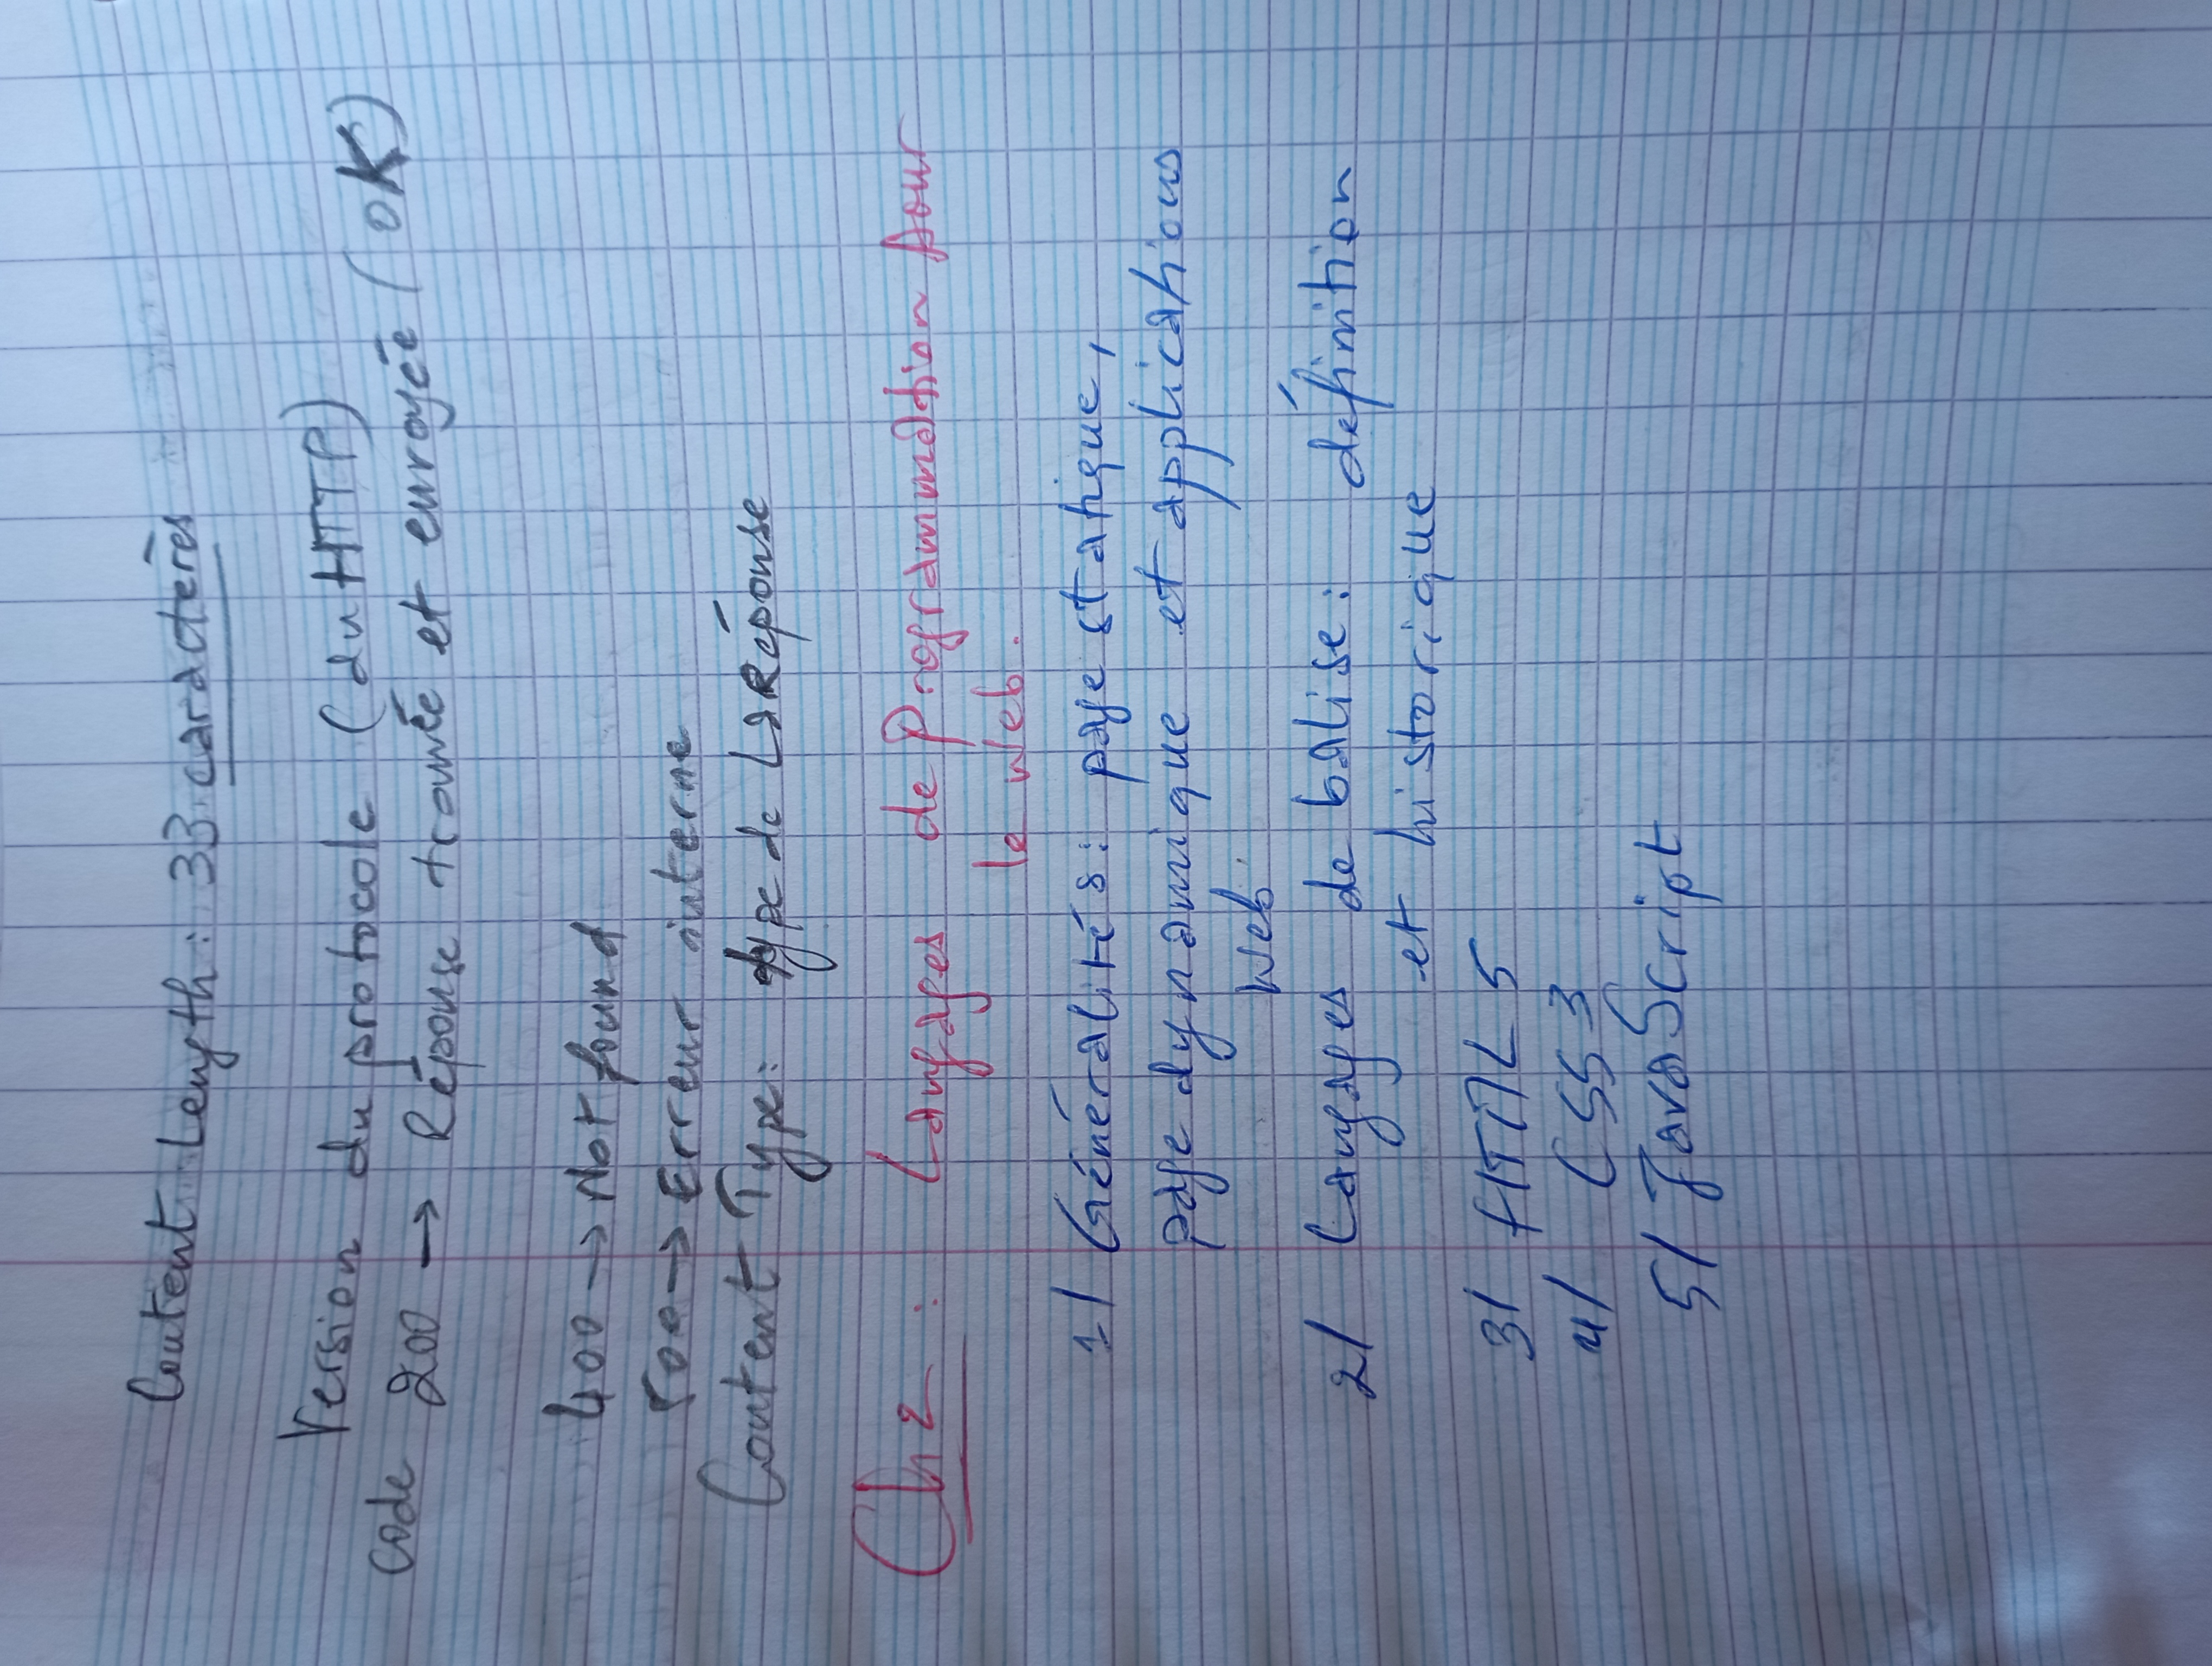 Content Length: 33 caractères
Version du protocole (du HTTP)
code 200 → Réponse trouvée et envoyée (OK)
400 → Not found
500 → Erreur interne
Content Type: type de La Réponse
Ch 2 : Langages de Programmation pour
le web.
1/ Généralités: page statique,
page dynamique et applications
web
2/ Langages de balise: définition
et historique
3/ HTML 5
4/ CSS 3
5/ JavaScript